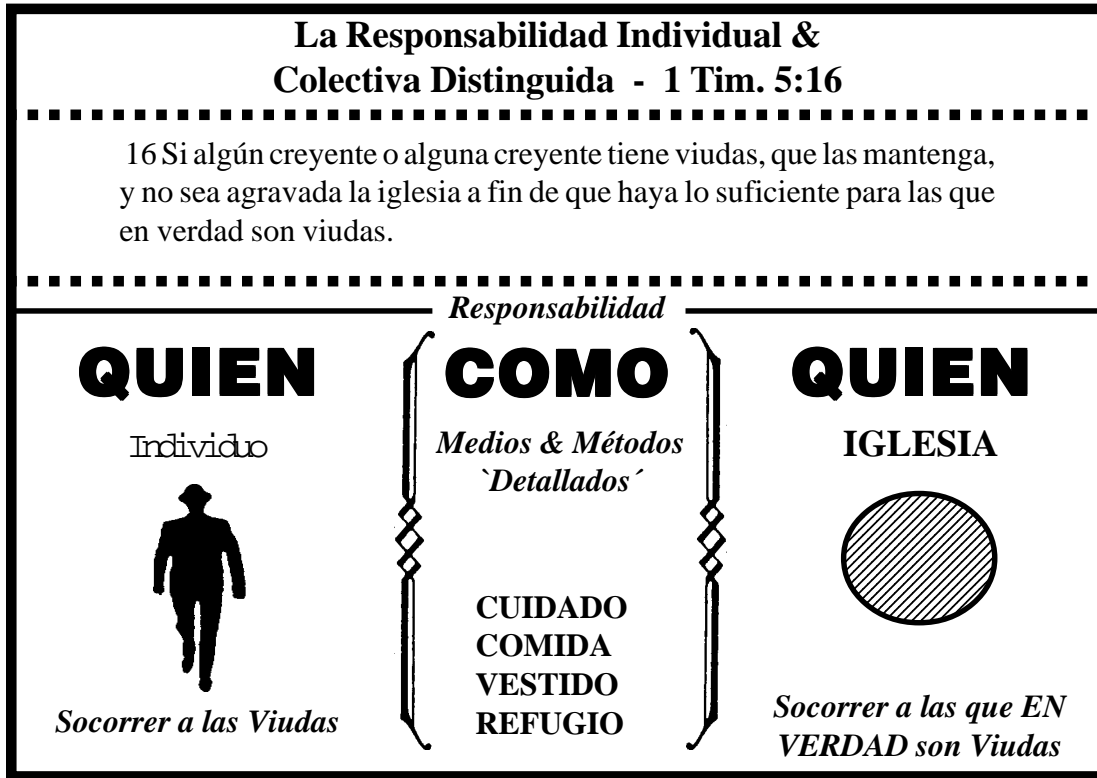 La Responsabilidad Individual &
Colectiva Distinguida - 1 Tim. 5:16
16 Si algún creyente o alguna creyente tiene viudas, que las mantenga,
y no sea agravada la iglesia a fin de que haya lo suficiente para las que
en verdad son viudas.
Responsabilidad
QUIEN
Individuo
Socorrer a las Viudas
COMO
Medios & Métodos
`Detallados´
CUIDADO
COMIDA
VESTIDO
REFUGIO
QUIEN
IGLESIA
Socorrer a las que EN
VERDAD son Viudas